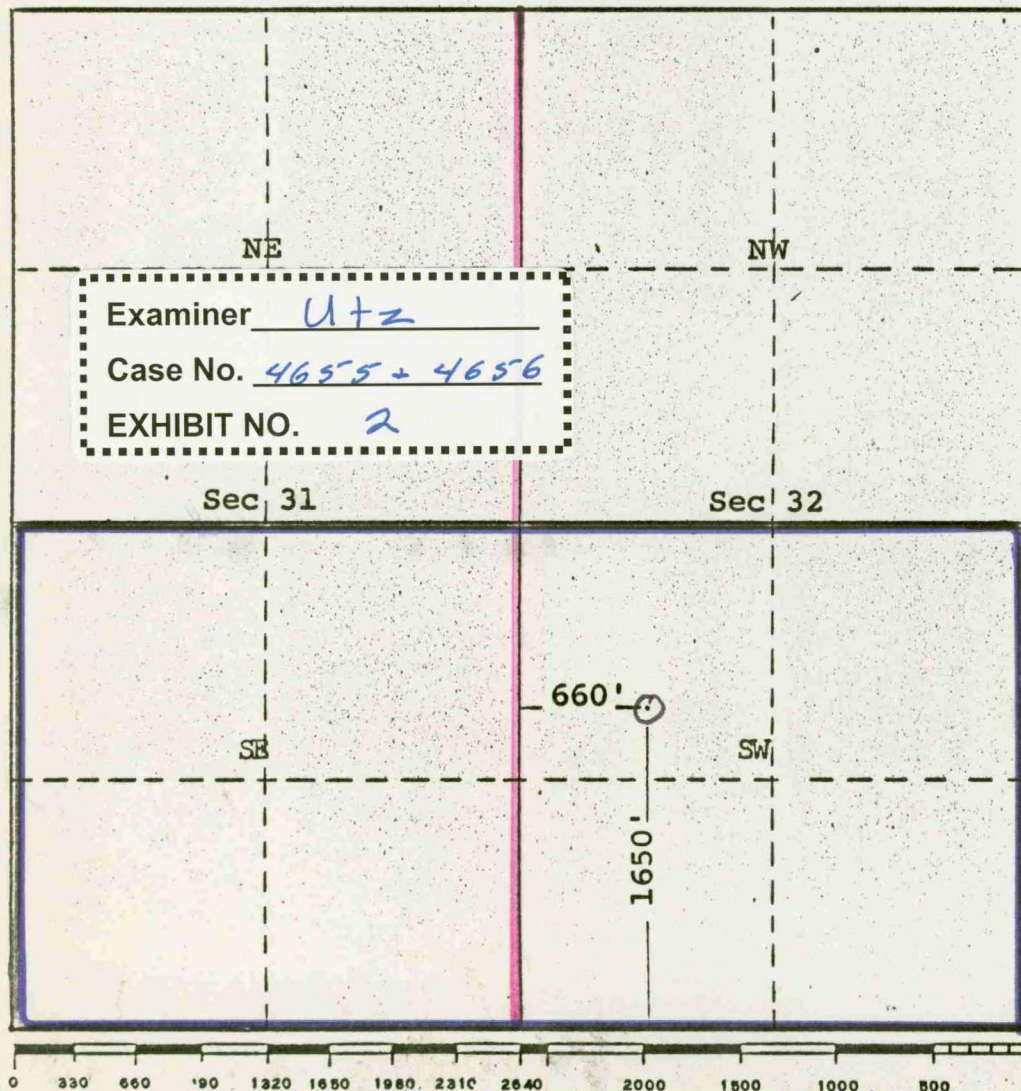 NE NW
Examiner Utz
Case No. 4655 + 4656
EXHIBIT NO. 2
Sec 31 Sec 32
660'
SE SW
1650'
0 330 660 '90 1320 1650 1980. 2310 2640 2000 1500 1000 500